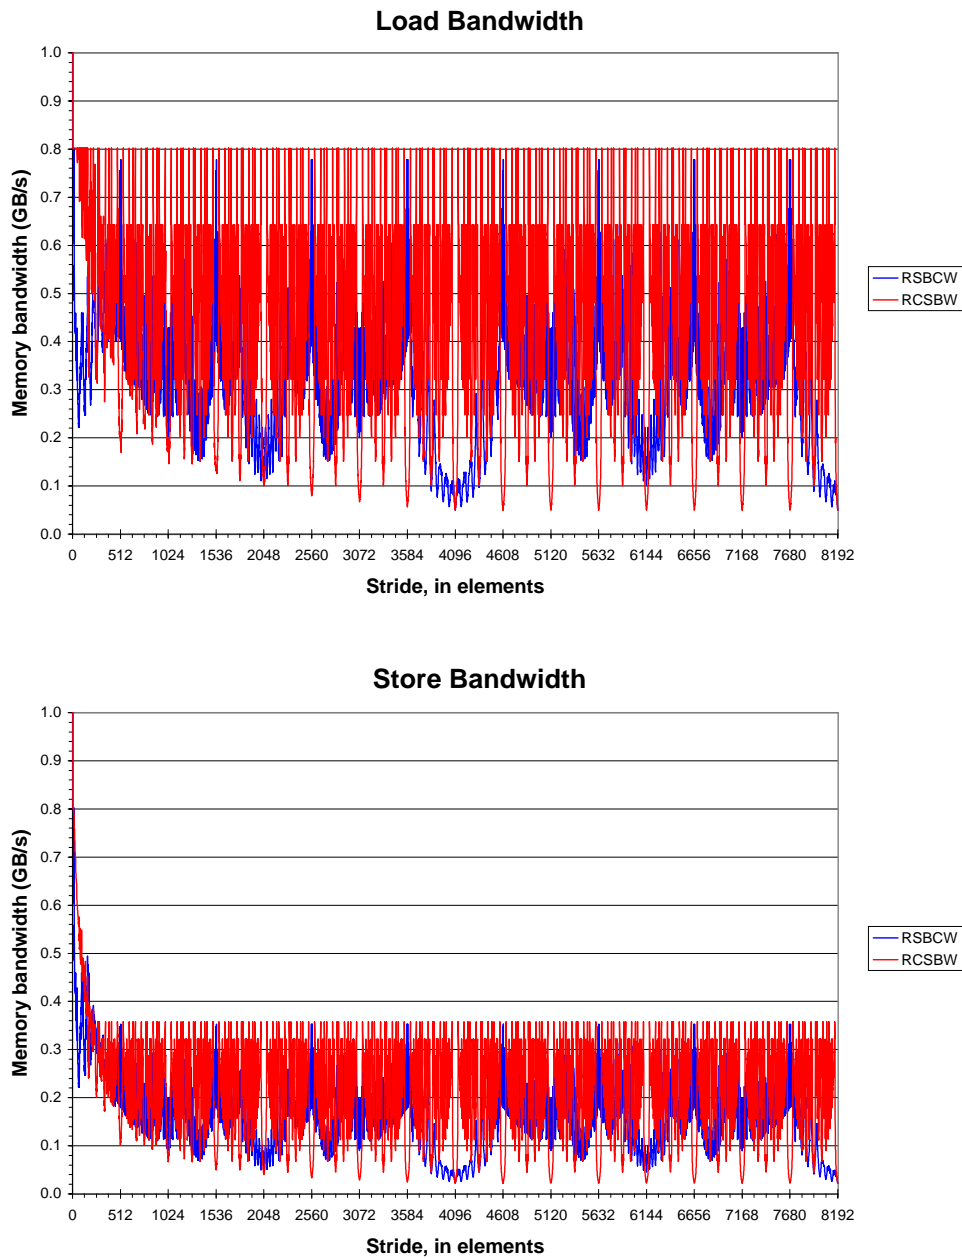 Load Bandwidth
Memory bandwidth (GB/s)
1.0
0.9
0.8
0.7
0.6
0.5
0.4
0.3
0.2
0.1
0.0
0 512 1024 1536 2048 2560 3072 3584 4096 4608 5120 5632 6144 6656 7168 7680 8192
Stride, in elements
RSBCW
RCSBW
Store Bandwidth
Memory bandwidth (GB/s)
1.0
0.9
0.8
0.7
0.6
0.5
0.4
0.3
0.2
0.1
0.0
0 512 1024 1536 2048 2560 3072 3584 4096 4608 5120 5632 6144 6656 7168 7680 8192
Stride, in elements
RSBCW
RCSBW